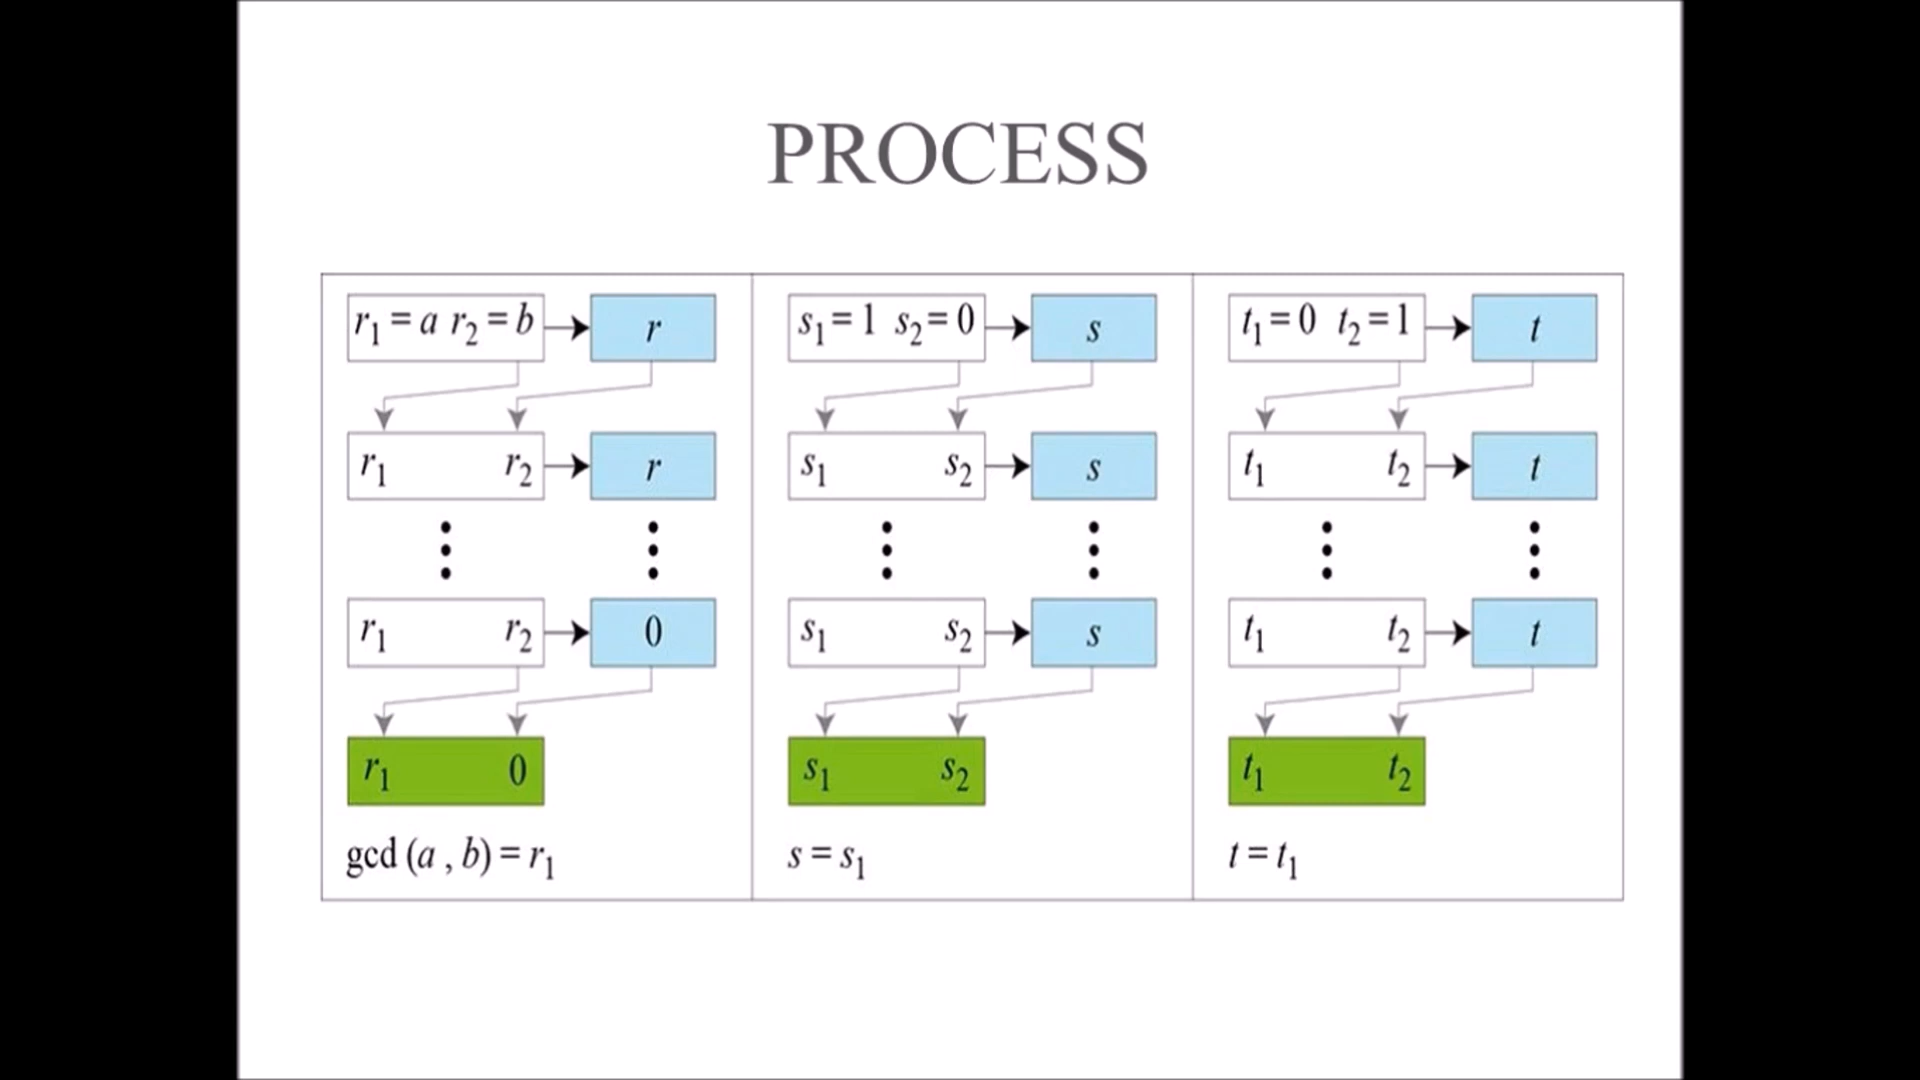 PROCESS
r₁ = a r₂ = b r
r₁ r₂ r
r₁ r₂ 0
r₁ 0
gcd (a , b) = r₁
s₁ = 1 s₂ = 0 s
s₁ s₂ s
s₁ s₂ s
s₁ s₂
s = s₁
t₁ = 0 t₂ = 1 t
t₁ t₂ t
t₁ t₂ t
t₁ t₂
t = t₁